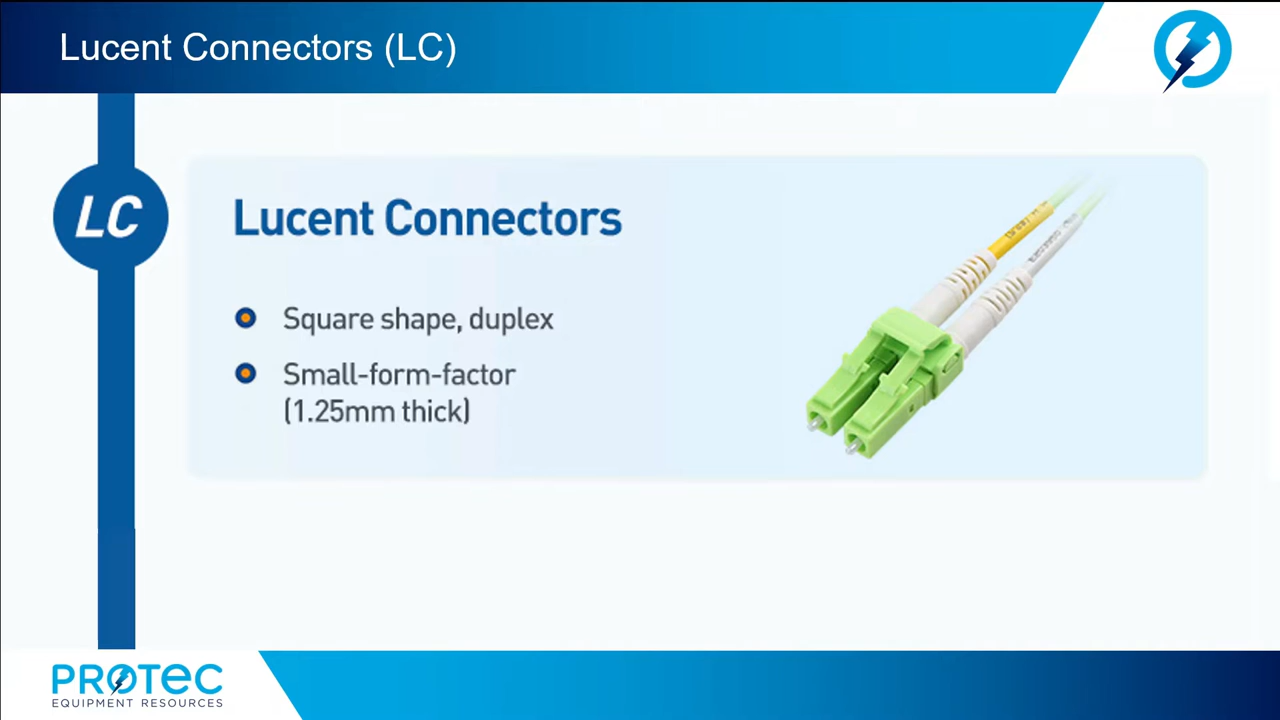 Lucent Connectors (LC)
LC
Lucent Connectors
Square shape, duplex
Small-form-factor
(1.25mm thick)
PROTEC
EQUIPMENT RESOURCES